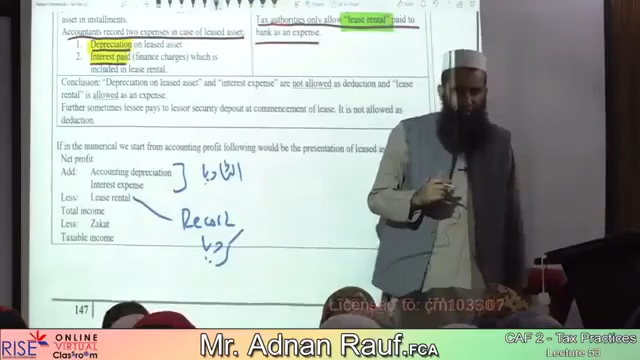 asset in installments.
Accountants record two expenses in case of leased asset:
1. Depreciation on leased asset
2. Interest paid (finance charges) which is
included in lease rental.
Tax authorities only allow "lease rental" paid to
bank as an expense.
Conclusion: "Depreciation on leased asset" and "interest expense" are not allowed as deduction and "lease
rental" is allowed as an expense.
Further sometimes lessee pays to lessor security deposit at commencement of lease. It is not allowed as
deduction.
If in the numerical we start from accounting profit following would be the presentation of leased as
Net profit
Add: Accounting depreciation
Interest expense
Less: Lease rental
Total income
Less: Zakat
Taxable income
Record
147
Licensed to:
RISE ONLINE VIRTUAL Classroom
Mr. Adnan Rauf.FCA
CAF 2 - Tax Practices
Lecture 53